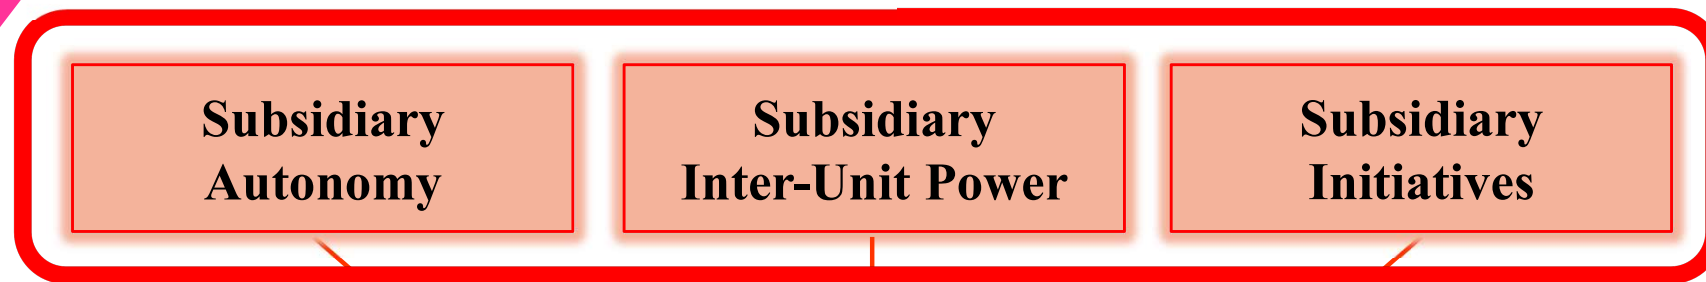 Subsidiary
Autonomy
Subsidiary
Inter-Unit Power
Subsidiary
Initiatives